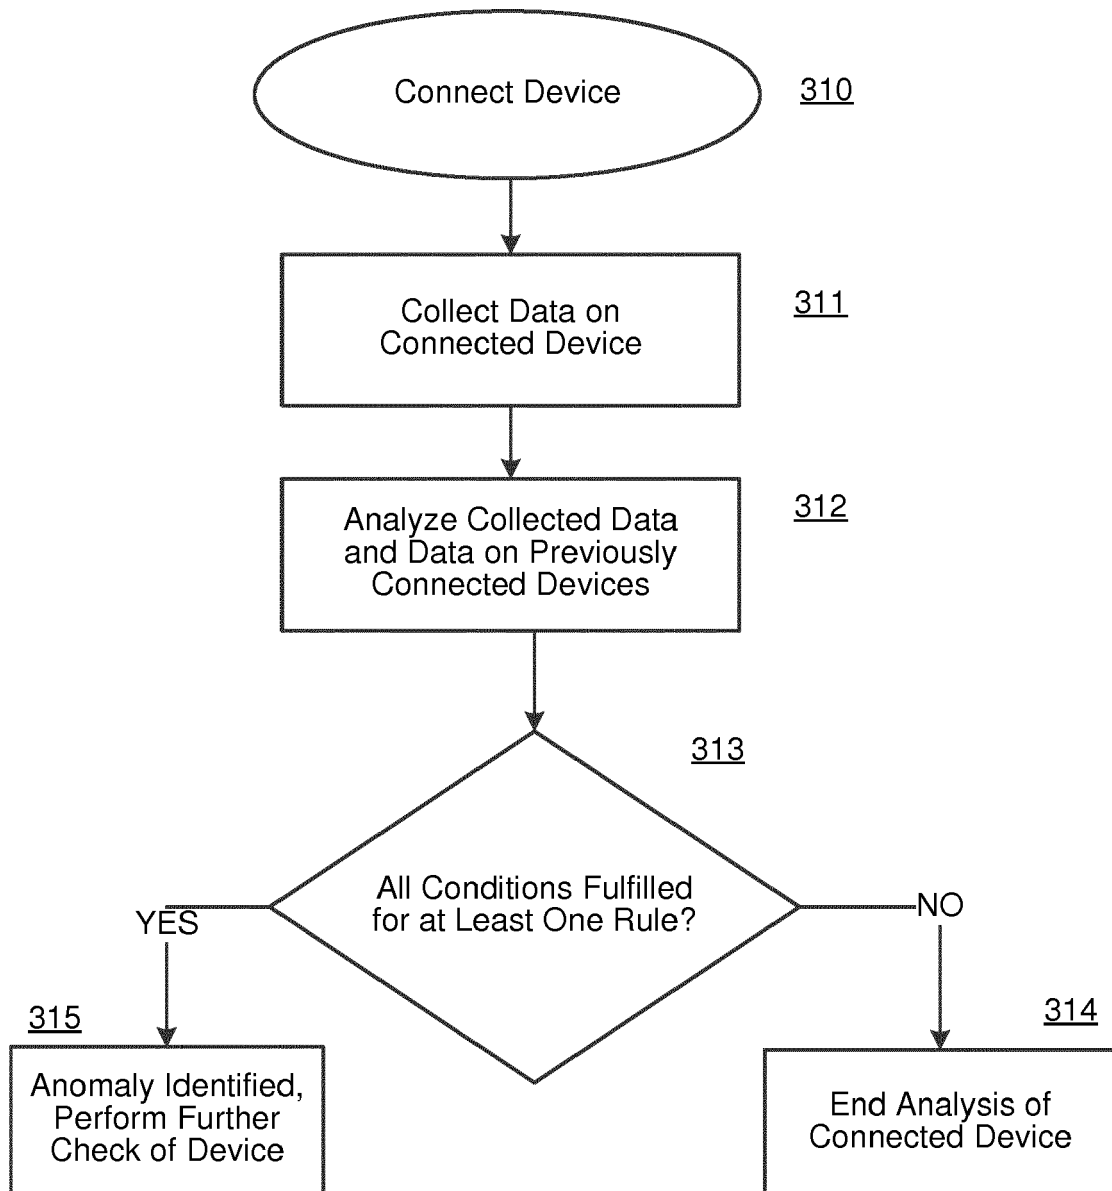 Connect Device
310
Collect Data on
Connected Device
311
Analyze Collected Data
and Data on Previously
Connected Devices
312
313
All Conditions Fulfilled
for at Least One Rule?
YES
NO
315
Anomaly Identified,
Perform Further
Check of Device
314
End Analysis of
Connected Device